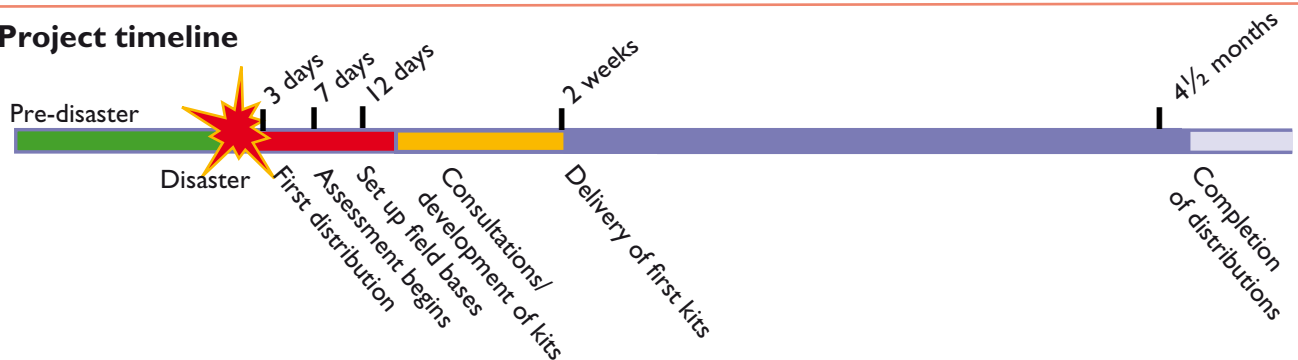 Project timeline
3 days
7 days
12 days
2 weeks
4½ months
Pre-disaster
Disaster
First distribution
Assessment begins
Set up field bases
Consultations/
development of kits
Delivery of first kits
Completion
of distributions